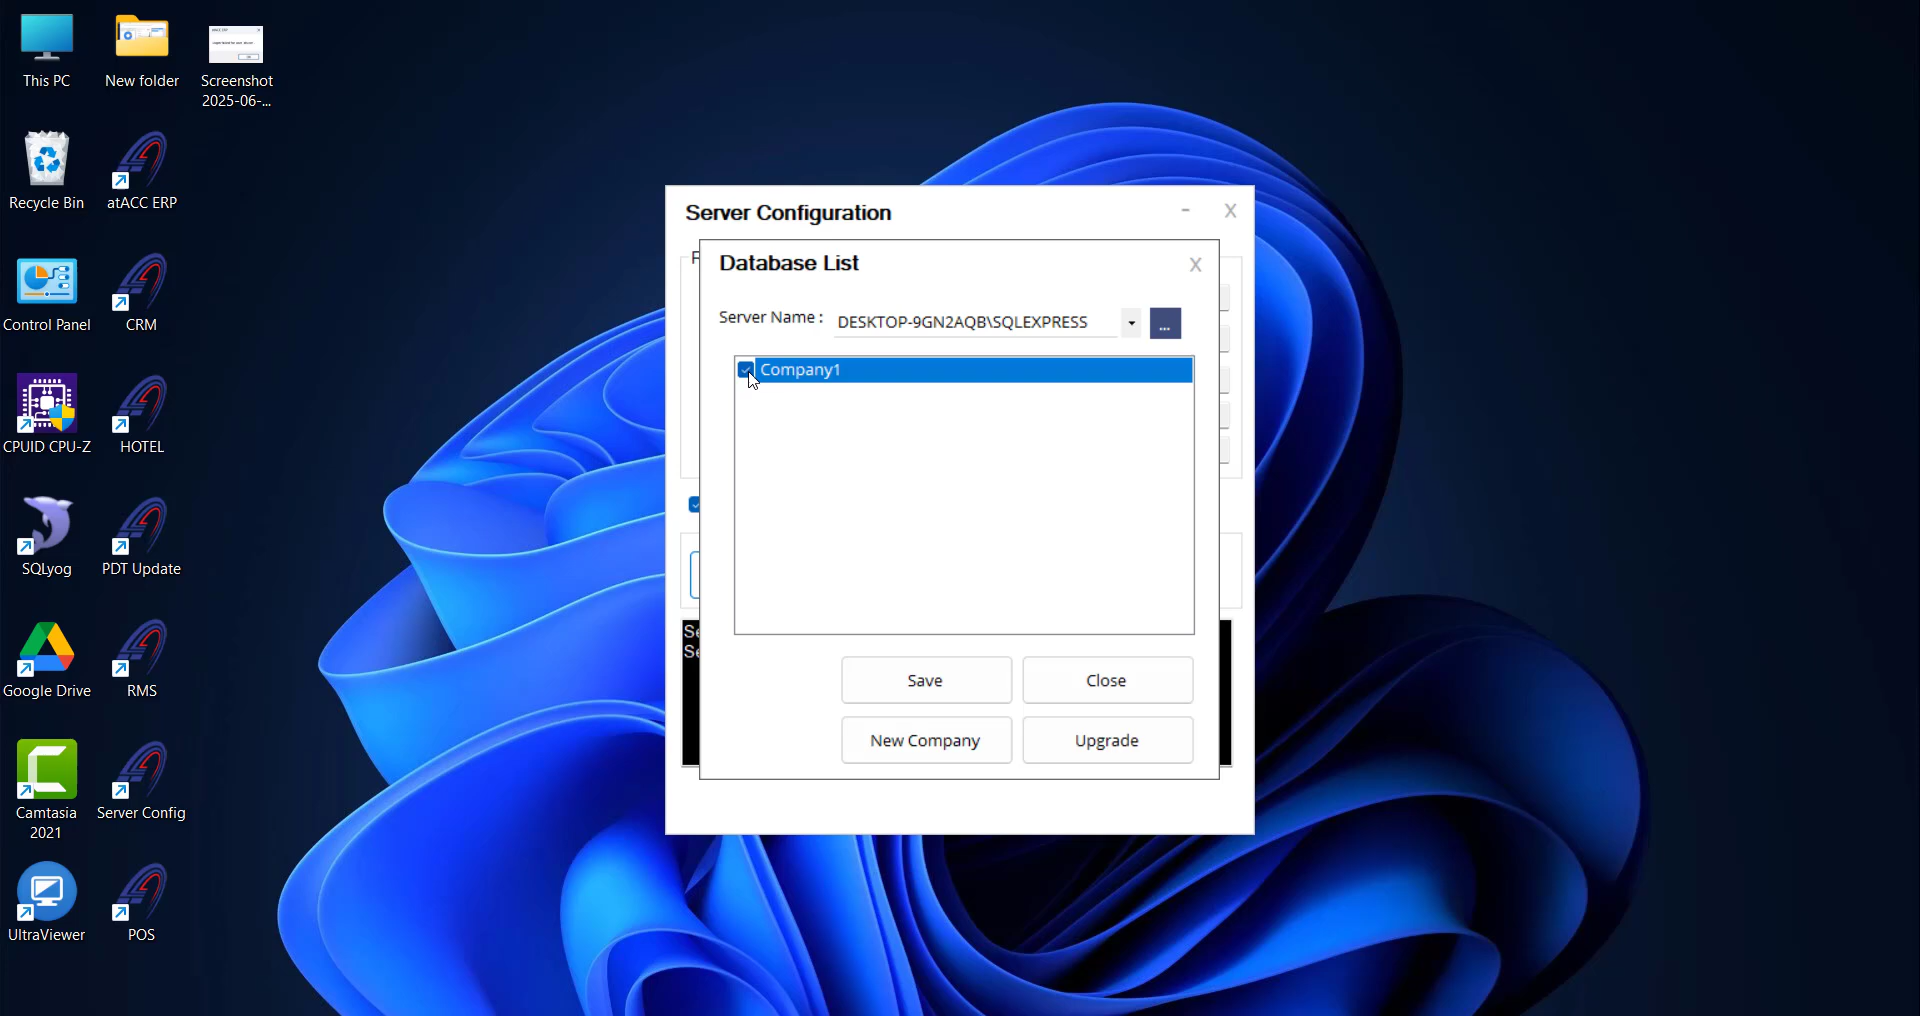 This PC
New folder
Screenshot
2025-06-...
Recycle Bin
atACC ERP
Control Panel
CRM
CPUID CPU-Z
HOTEL
SQLyog
PDT Update
Google Drive
RMS
Camtasia
2021
Server Config
UltraViewer
POS
Server Configuration
- X
Database List
X
Server Name :
DESKTOP-9GN2AQB\SQLEXPRESS
...
Company1
Save
Close
New Company
Upgrade
Se
Se